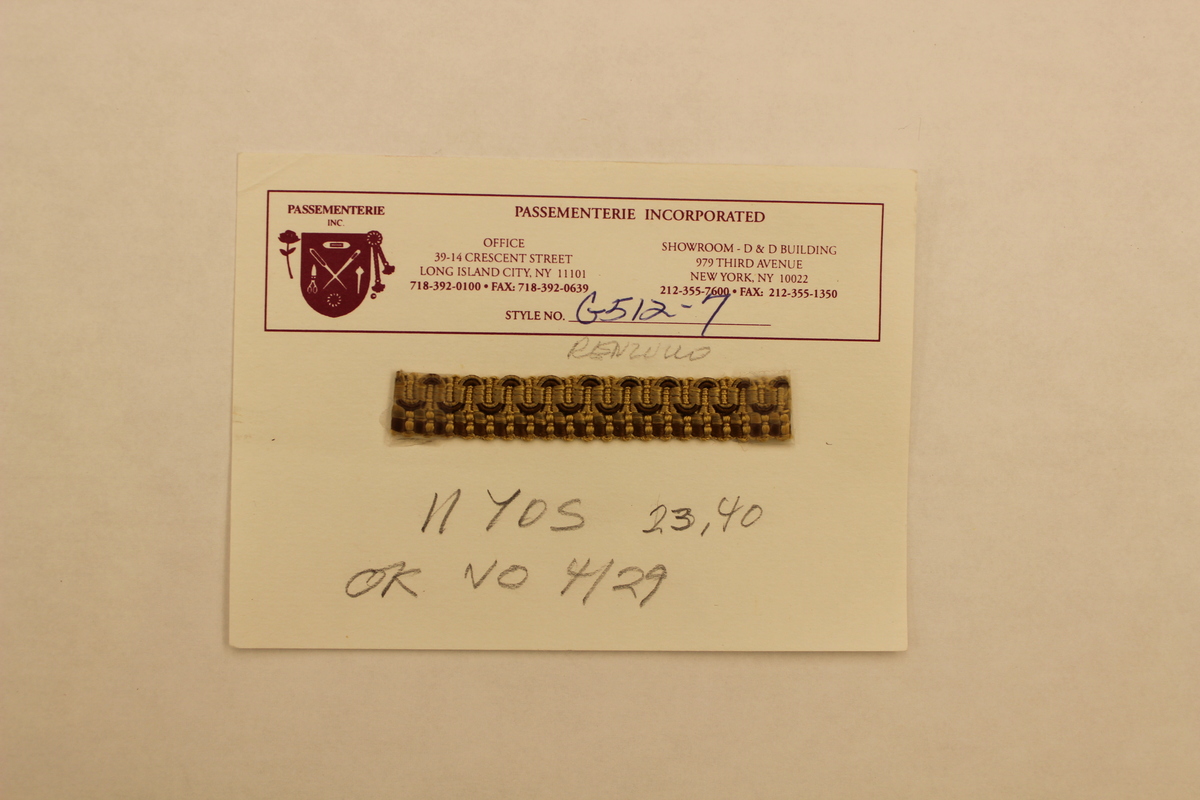 PASSEMENTERIE
INC.
PASSEMENTERIE INCORPORATED
OFFICE
39-14 CRESCENT STREET
LONG ISLAND CITY, NY 11101
718-392-0100 • FAX: 718-392-0639
SHOWROOM - D & D BUILDING
979 THIRD AVENUE
NEW YORK, NY 10022
212-355-7600 • FAX: 212-355-1350
STYLE NO. G512-7
RENZULLO
11 YDS 23,40
OK VO 4/29